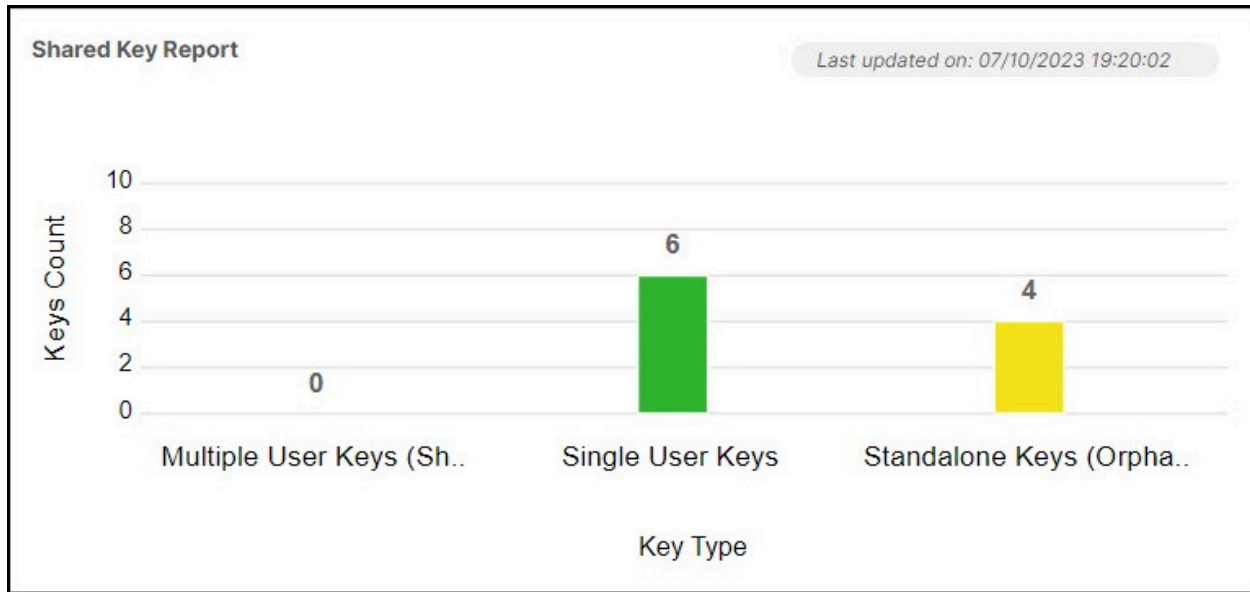 Shared Key Report
Last updated on: 07/10/2023 19:20:02
10
8
6
4
2
0
Keys Count
0
6
4
Multiple User Keys (Sh..
Single User Keys
Standalone Keys (Orpha..
Key Type